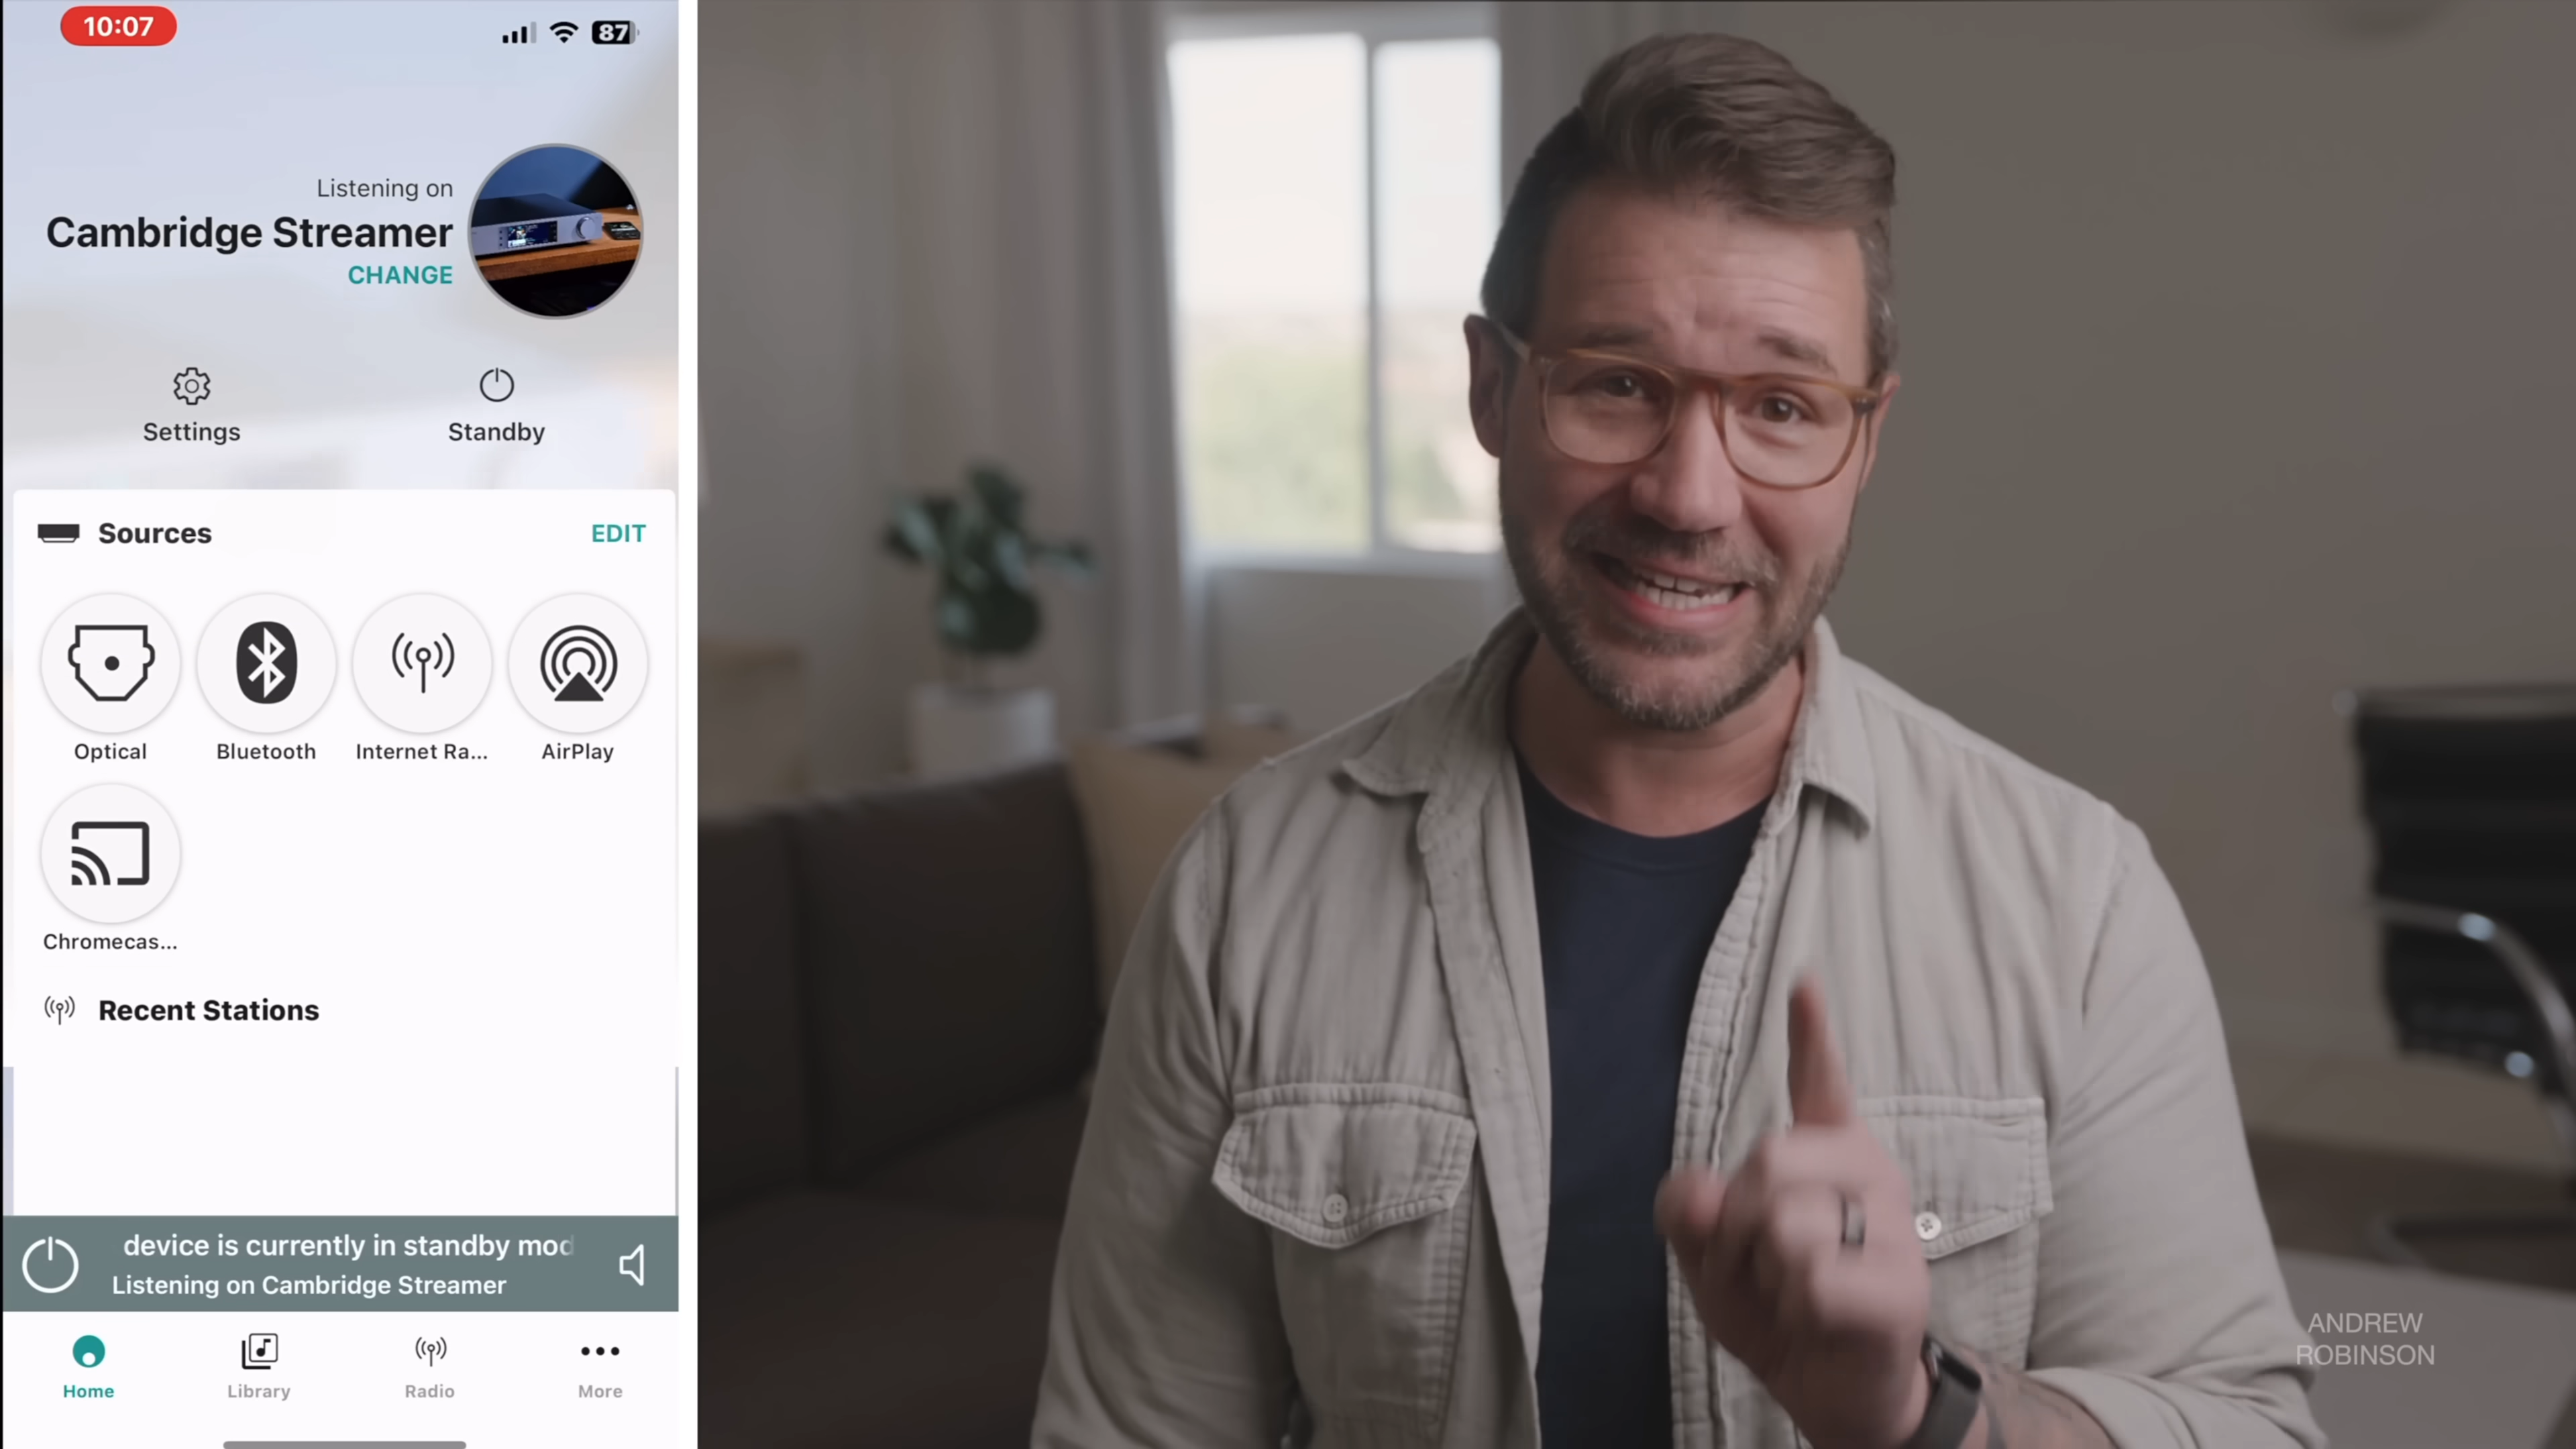 10:07
87
Listening on
Cambridge Streamer
CHANGE
Settings
Standby
Sources
EDIT
Optical
Bluetooth
Internet Ra...
AirPlay
Chromecas...
Recent Stations
device is currently in standby mod
Listening on Cambridge Streamer
Home
Library
Radio
More
ANDREW
ROBINSON